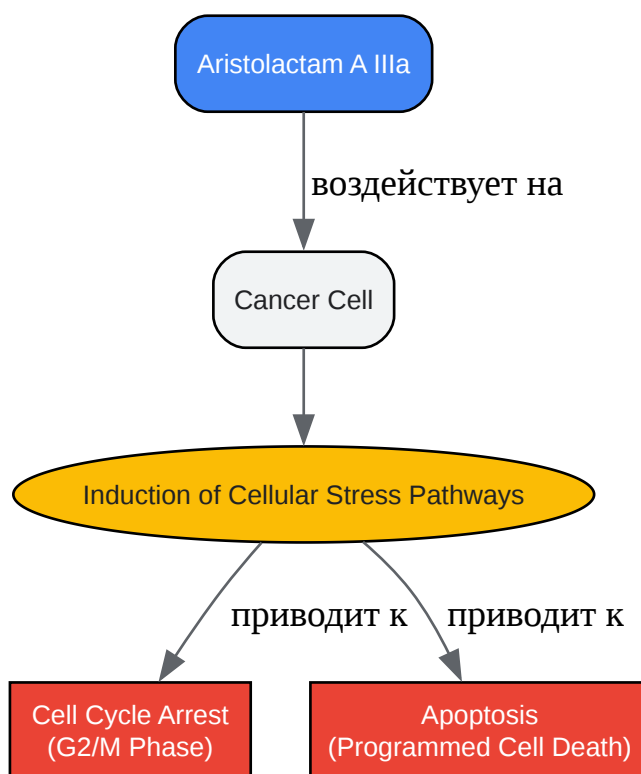 Aristolactam A IIIa
воздействует на
Cancer Cell
Induction of Cellular Stress Pathways
приводит к
приводит к
Cell Cycle Arrest
(G2/M Phase)
Apoptosis
(Programmed Cell Death)